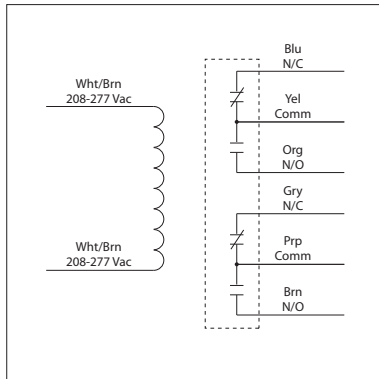 Wht/Brn
208-277 Vac
Wht/Brn
208-277 Vac
Blu
N/C
Yel
Comm
Org
N/O
Gry
N/C
Prp
Comm
Brn
N/O